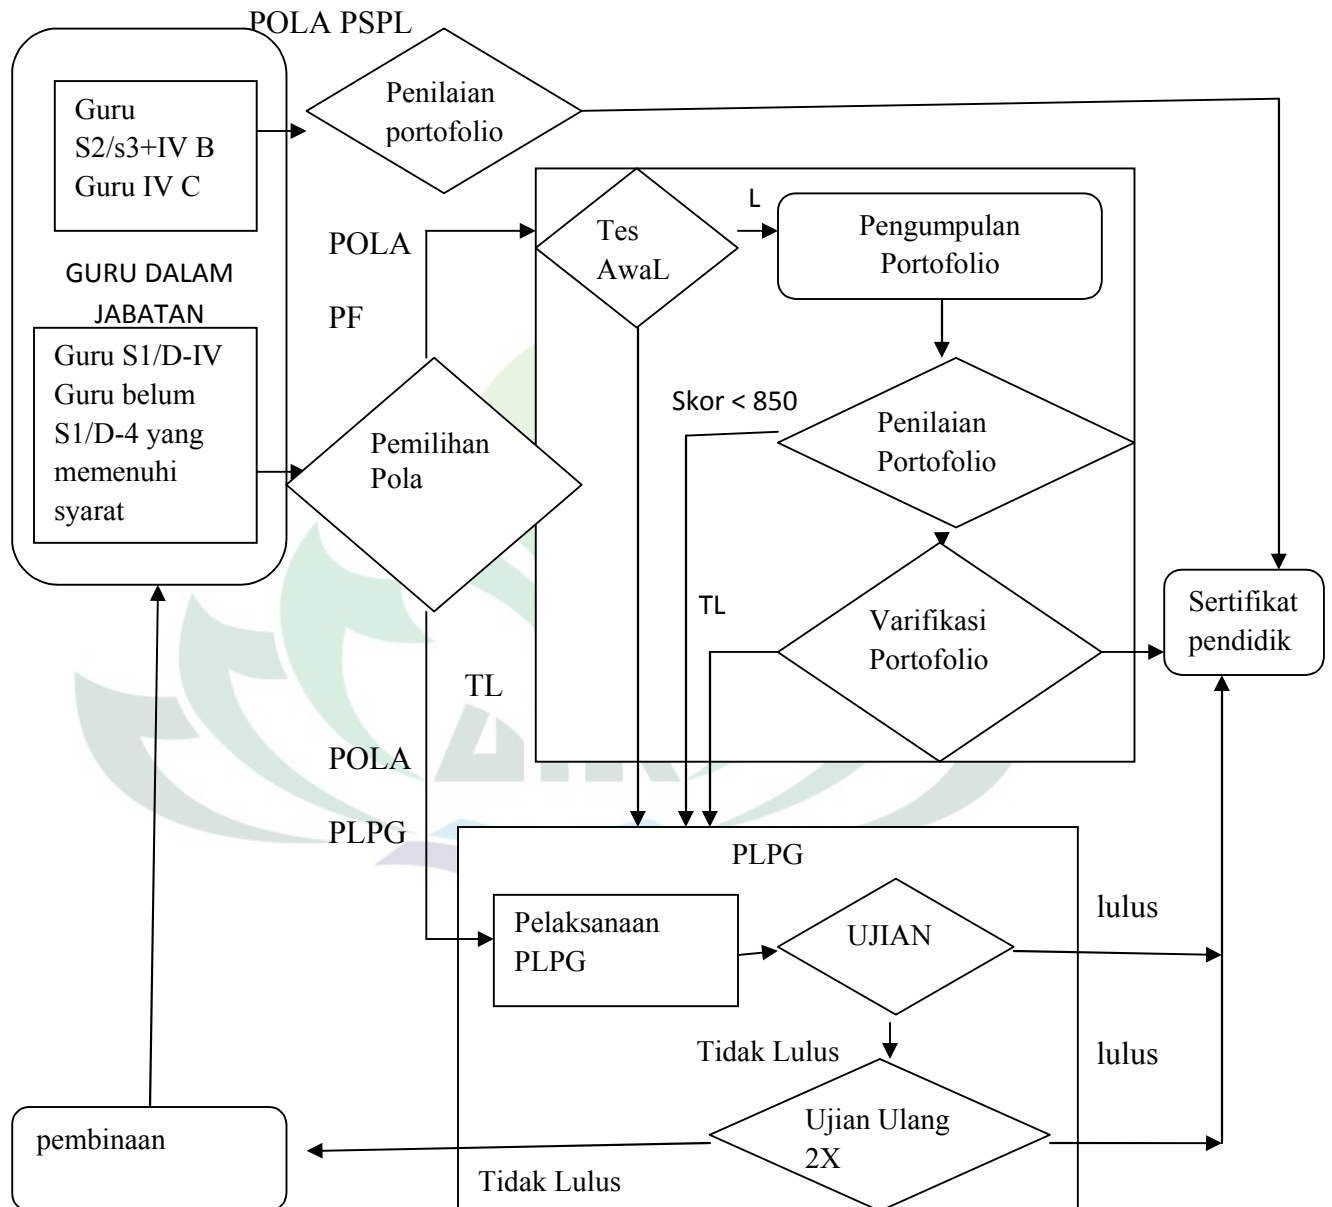 POLA PSPL
Guru
S2/s3+IV B
Guru IV C
Penilaian
portofolio
GURU DALAM
JABATAN
Guru S1/D-IV
Guru belum
S1/D-4 yang
memenuhi
syarat
POLA
PF
Pemilihan
Pola
Tes
AwaL
L
Pengumpulan
Portofolio
Skor < 850
Penilaian
Portofolio
TL
Varifikasi
Portofolio
Sertifikat
pendidik
TL
POLA
PLPG
PLPG
Pelaksanaan
PLPG
UJIAN
lulus
Tidak Lulus
lulus
Ujian Ulang
2X
Tidak Lulus
pembinaan